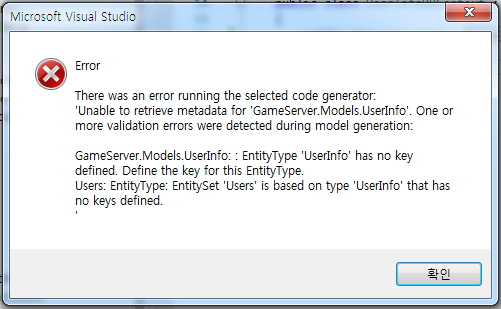 Microsoft Visual Studio
Error
There was an error running the selected code generator:
'Unable to retrieve metadata for 'GameServer.Models.UserInfo'. One or
more validation errors were detected during model generation:
GameServer.Models.UserInfo: : EntityType 'UserInfo' has no key
defined. Define the key for this EntityType.
Users: EntityType: EntitySet 'Users' is based on type 'UserInfo' that has
no keys defined.
'
확인